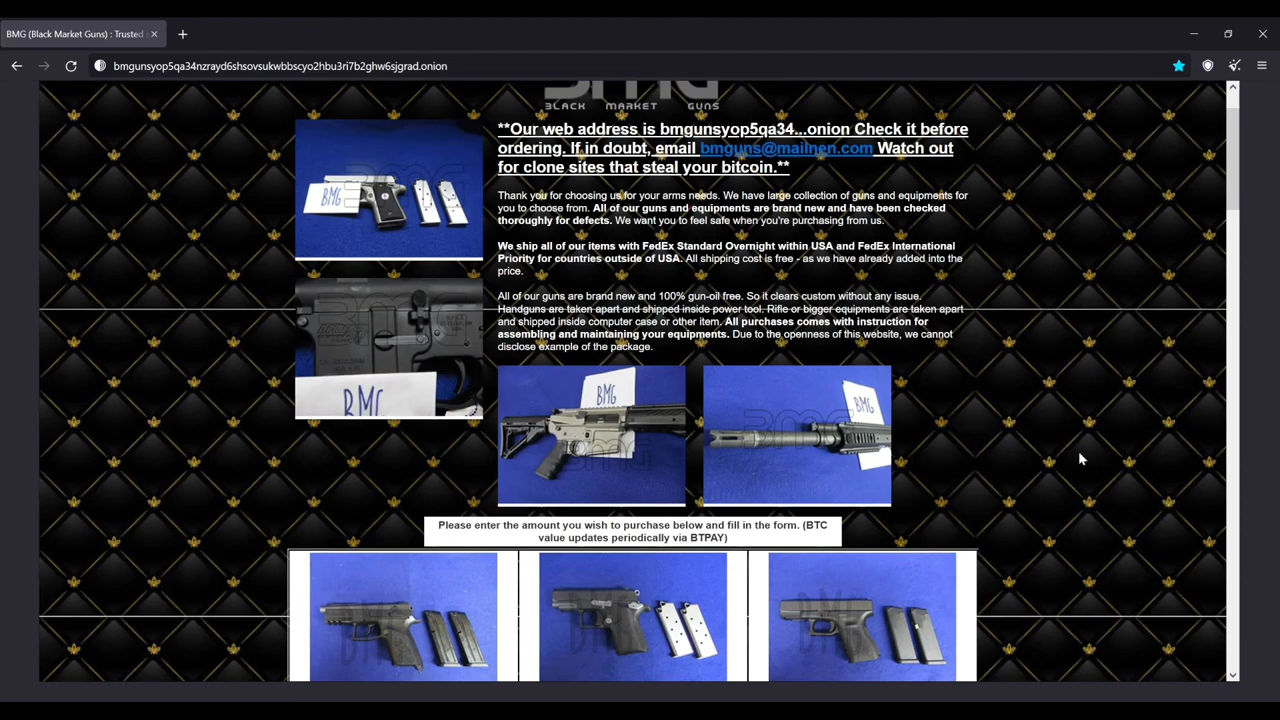 BMG (Black Market Guns) : Trusted
bmgunsyop5qa34nzrayd6shsovsukwbbscyo2hbu3ri7b2ghw6sjgrad.onion
BLACK MARKET GUNS
**Our web address is bmgunsyop5qa34...onion Check it before
ordering. If in doubt, email bmguns@mailnen.com Watch out
for clone sites that steal your bitcoin.**
Thank you for choosing us for your arms needs. We have large collection of guns and equipments for
you to choose from. All of our guns and equipments are brand new and have been checked
thoroughly for defects. We want you to feel safe when you're purchasing from us.
We ship all of our items with FedEx Standard Overnight within USA and FedEx International
Priority for countries outside of USA. All shipping cost is free - as we have already added into the
price.
All of our guns are brand new and 100% gun-oil free. So it clears custom without any issue.
Handguns are taken apart and shipped inside power tool. Rifle or bigger equipments are taken apart
and shipped inside computer case or other item. All purchases comes with instruction for
assembling and maintaining your equipments. Due to the openness of this website, we cannot
disclose example of the package.
BMG
BMG
BMG
BMG
Please enter the amount you wish to purchase below and fill in the form. (BTC
value updates periodically via BTPAY)